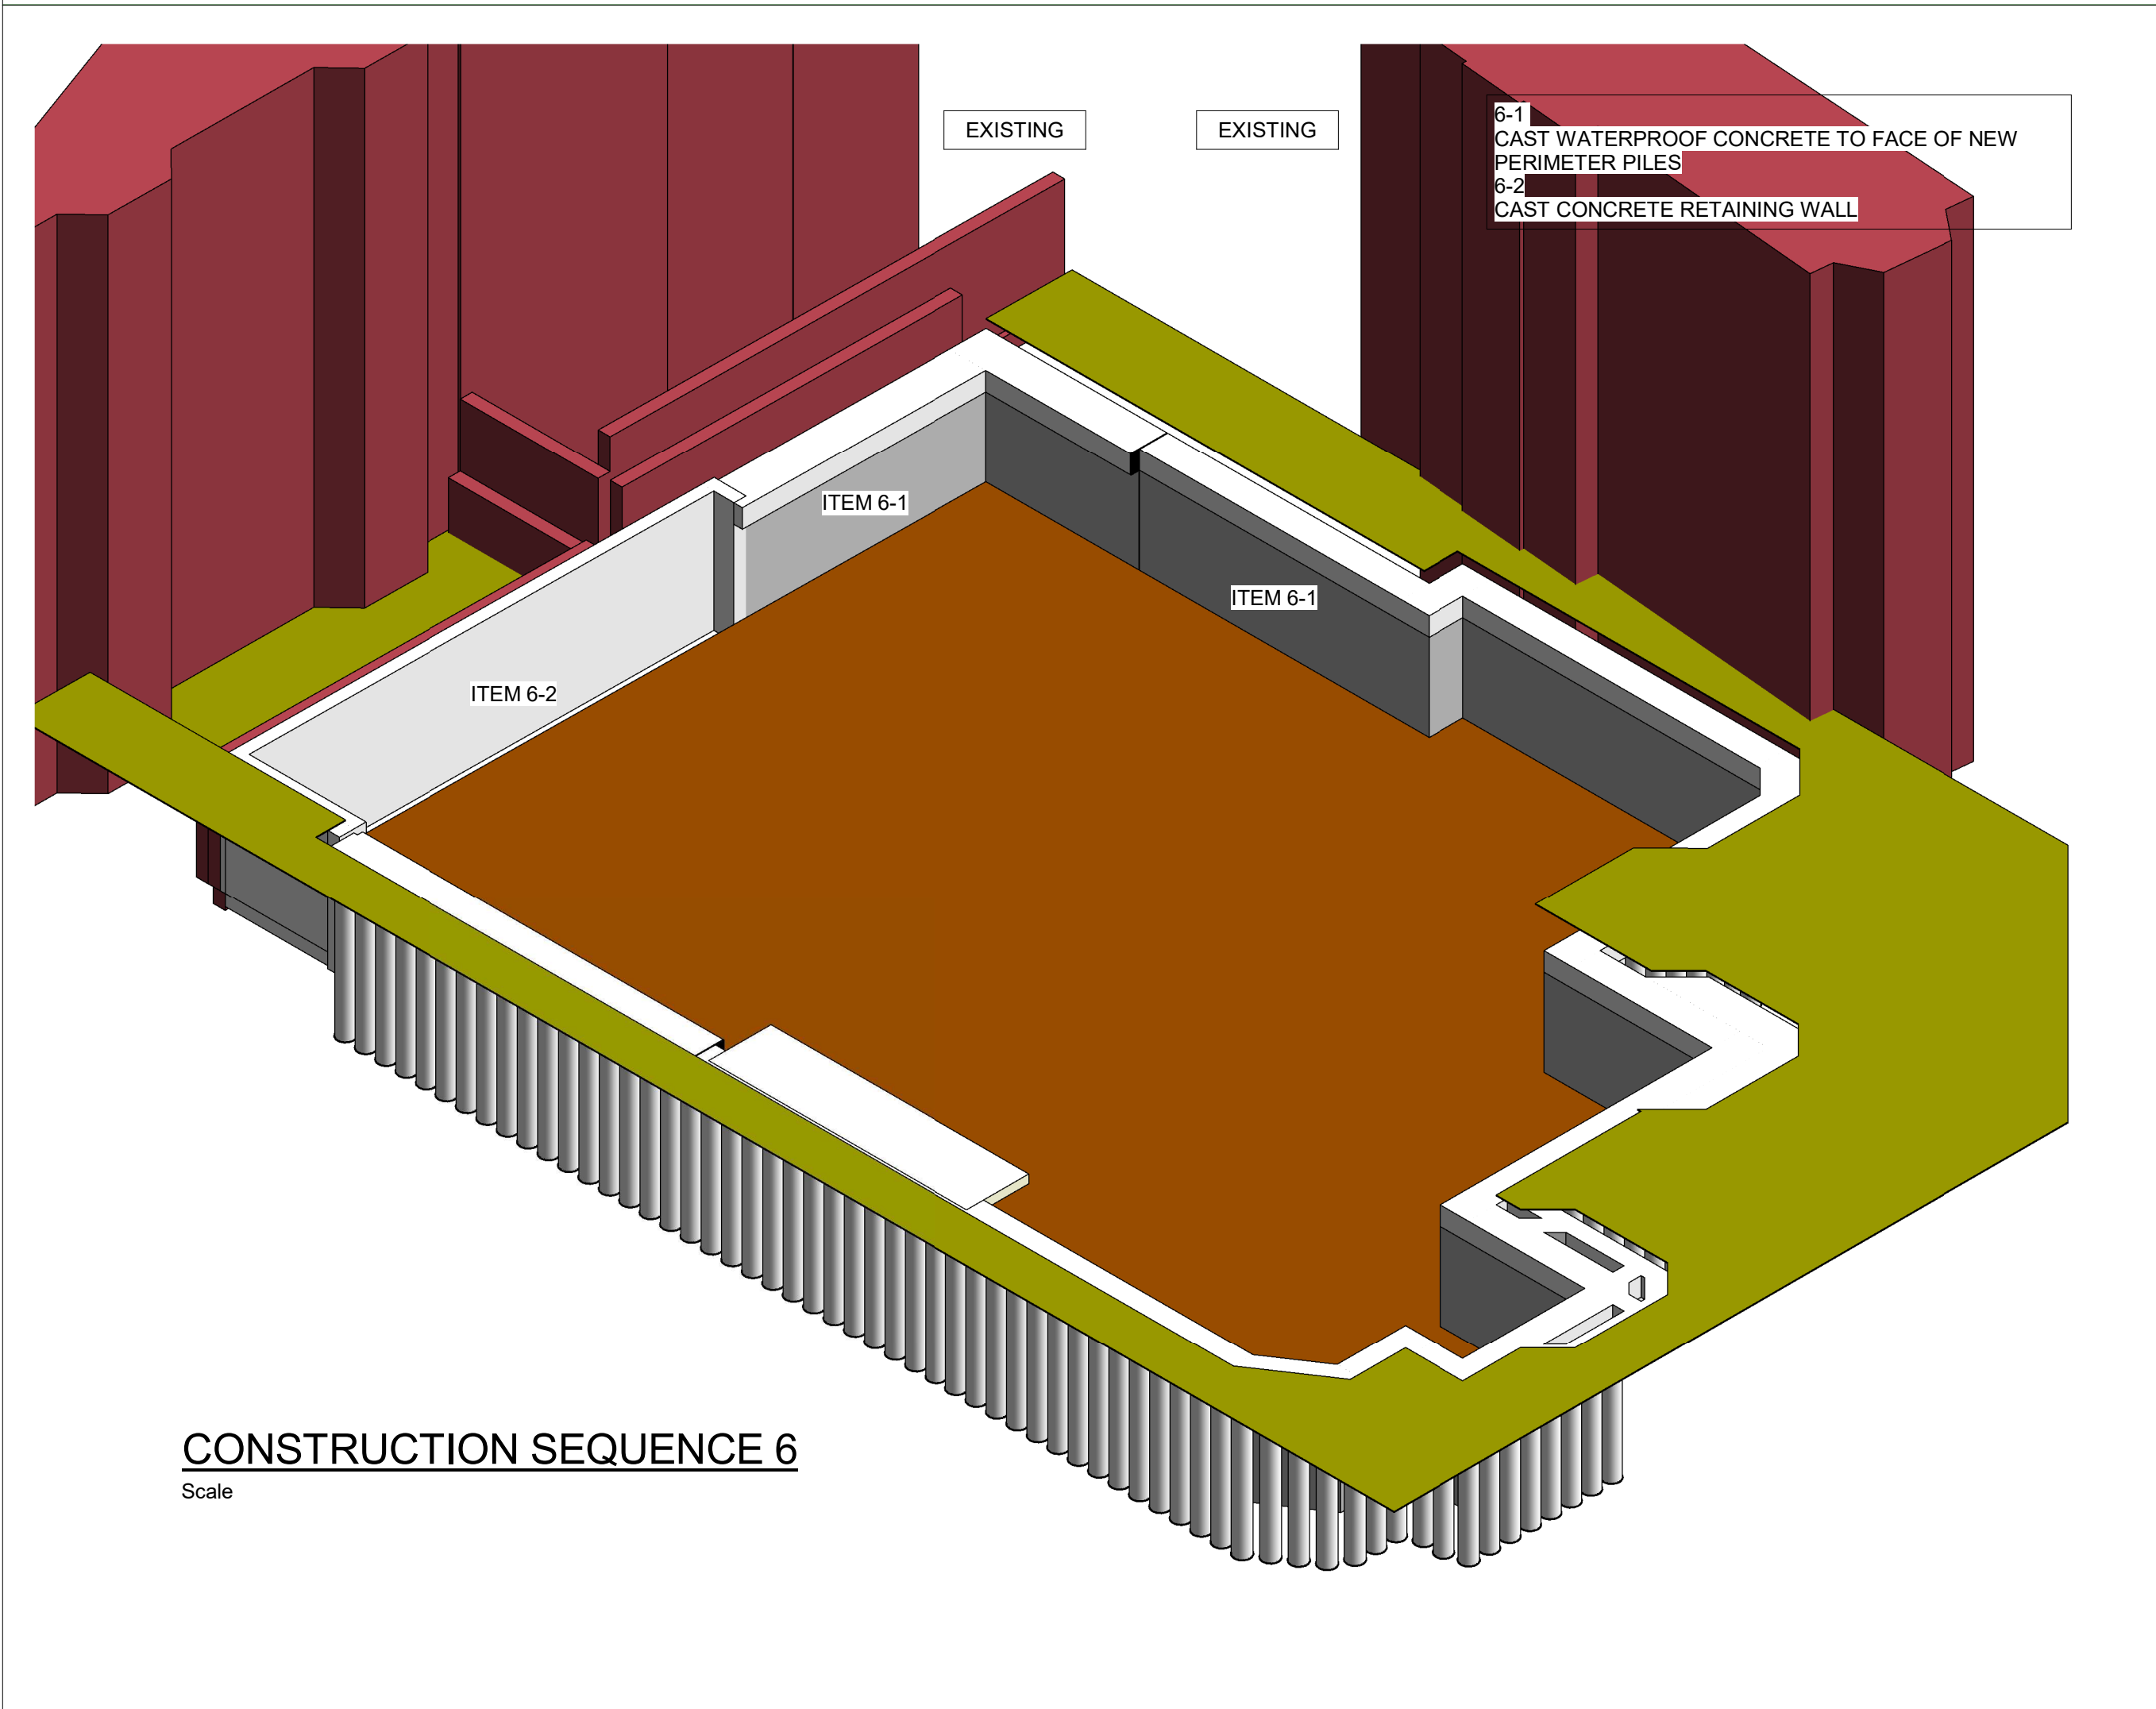 EXISTING
EXISTING
6-1
CAST WATERPROOF CONCRETE TO FACE OF NEW
PERIMETER PILES
6-2
CAST CONCRETE RETAINING WALL
ITEM 6-1
ITEM 6-1
ITEM 6-2
CONSTRUCTION SEQUENCE 6
Scale